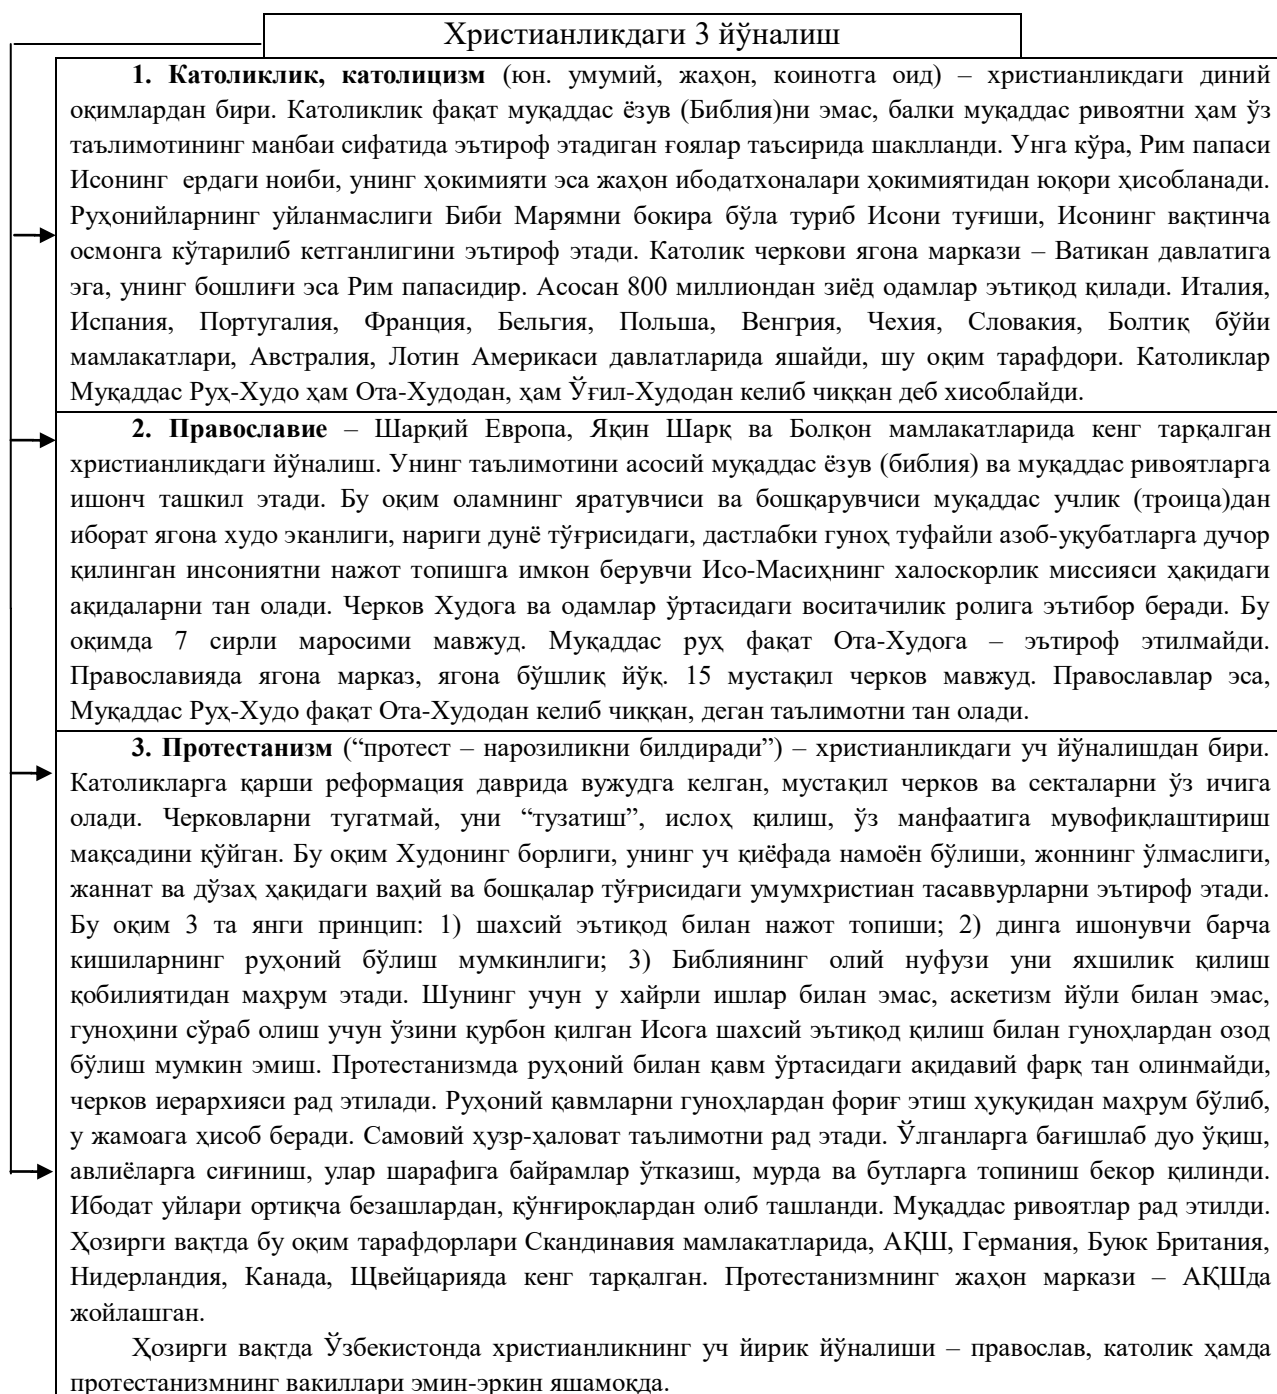 Христианликдаги 3 йўналиш
1. Католиклик, католицизм (юн. умумий, жаҳон, коинотга оид) – христианликдаги диний
оқимлардан бири. Католиклик фақат муқаддас ёзув (Библия)ни эмас, балки муқаддас ривоятни ҳам ўз
таълимотининг манбаи сифатида эътироф этадиган ғоялар таъсирида шаклланди. Унга кўра, Рим папаси
Исонинг ердаги ноиби, унинг ҳокимияти эса жаҳон ибодатхоналари ҳокимиятидан юқори ҳисобланади.
Руҳонийларнинг уйланмаслиги Биби Марямни бокира бўла туриб Исони туғиши, Исонинг вақтинча
осмонга кўтарилиб кетганлигини эътироф этади. Католик черкови ягона маркази – Ватикан давлатига
эга, унинг бошлиғи эса Рим папасидир. Асосан 800 миллиондан зиёд одамлар эътиқод қилади. Италия,
Испания, Португалия, Франция, Бельгия, Польша, Венгрия, Чехия, Словакия, Болтиқ бўйи
мамлакатлари, Австралия, Лотин Америкаси давлатларида яшайди, шу оқим тарафдори. Католиклар
Муқаддас Руҳ-Худо ҳам Ота-Худодан, ҳам Ўғил-Худодан келиб чиққан деб хисоблайди.
2. Православие – Шарқий Европа, Яқин Шарқ ва Болқон мамлакатларида кенг тарқалган
христианликдаги йўналиш. Унинг таълимотини асосий муқаддас ёзув (библия) ва муқаддас ривоятларга
ишонч ташкил этади. Бу оқим оламнинг яратувчиси ва бошқарувчиси муқаддас учлик (троица)дан
иборат ягона худо эканлиги, нариги дунё тўғрисидаги, дастлабки гуноҳ туфайли азоб-уқубатларга дучор
қилинган инсониятни нажот топишга имкон берувчи Исо-Масиҳнинг халоскорлик миссияси ҳақидаги
ақидаларни тан олади. Черков Худога ва одамлар ўртасидаги воситачилик ролига эътибор беради. Бу
оқимда 7 сирли маросими мавжуд. Муқаддас руҳ фақат Ота-Худога – эътироф этилмайди.
Православияда ягона марказ, ягона бўшлиқ йўқ. 15 мустақил черков мавжуд. Православлар эса,
Муқаддас Руҳ-Худо фақат Ота-Худодан келиб чиққан, деган таълимотни тан олади.
3. Протестанизм (“протест – нарозиликни билдиради”) – христианликдаги уч йўналишдан бири.
Католикларга қарши реформация даврида вужудга келган, мустақил черков ва секталарни ўз ичига
олади. Черковларни тугатмай, уни “тузатиш”, ислоҳ қилиш, ўз манфаатига мувофиқлаштириш
мақсадини қўйган. Бу оқим Худонинг борлиги, унинг уч қиёфада намоён бўлиши, жоннинг ўлмаслиги,
жаннат ва дўзаҳ ҳақидаги ваҳий ва бошқалар тўғрисидаги умумхристиан тасаввурларни эътироф этади.
Бу оқим 3 та янги принцип: 1) шахсий эътиқод билан нажот топиши; 2) динга ишонувчи барча
кишиларнинг руҳоний бўлиш мумкинлиги; 3) Библиянинг олий нуфузи уни яхшилик қилиш
қобилиятидан маҳрум этади. Шунинг учун у хайрли ишлар билан эмас, аскетизм йўли билан эмас,
гуноҳини сўраб олиш учун ўзини қурбон қилган Исога шахсий эътиқод қилиш билан гуноҳлардан озод
бўлиш мумкин эмиш. Протестанизмда руҳоний билан қавм ўртасидаги ақидавий фарқ тан олинмайди,
черков иерархияси рад этилади. Руҳоний қавмларни гуноҳлардан фориғ этиш ҳуқуқидан маҳрум бўлиб,
у жамоага ҳисоб беради. Самовий ҳузр-ҳаловат таълимотни рад этади. Ўлганларга бағишлаб дуо ўқиш,
авлиёларга сиғиниш, улар шарафига байрамлар ўтказиш, мурда ва бутларга топиниш бекор қилинди.
Ибодат уйлари ортиқча безашлардан, қўнғироқлардан олиб ташланди. Муқаддас ривоятлар рад этилди.
Ҳозирги вақтда бу оқим тарафдорлари Скандинавия мамлакатларида, АҚШ, Германия, Буюк Британия,
Нидерландия, Канада, Щвейцарияда кенг тарқалган. Протестанизмнинг жаҳон маркази – АҚШда
жойлашган.
Ҳозирги вақтда Ўзбекистонда христианликнинг уч йирик йўналиши – православ, католик ҳамда
протестанизмнинг вакиллари эмин-эркин яшамоқда.